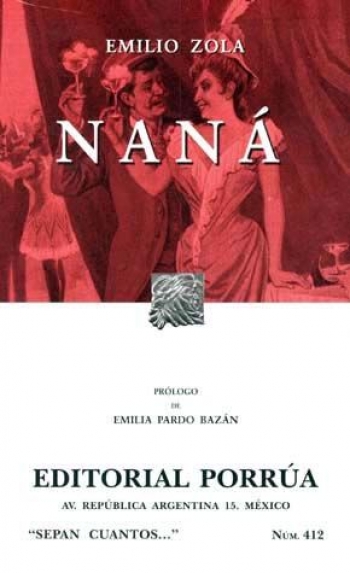 EMILIO ZOLA
NANÁ
PRÓLOGO
DE
EMILIA PARDO BAZÁN
EDITORIAL PORRÚA
AV. REPÚBLICA ARGENTINA 15. MÉXICO
“SEPAN CUANTOS...” NÚM. 412